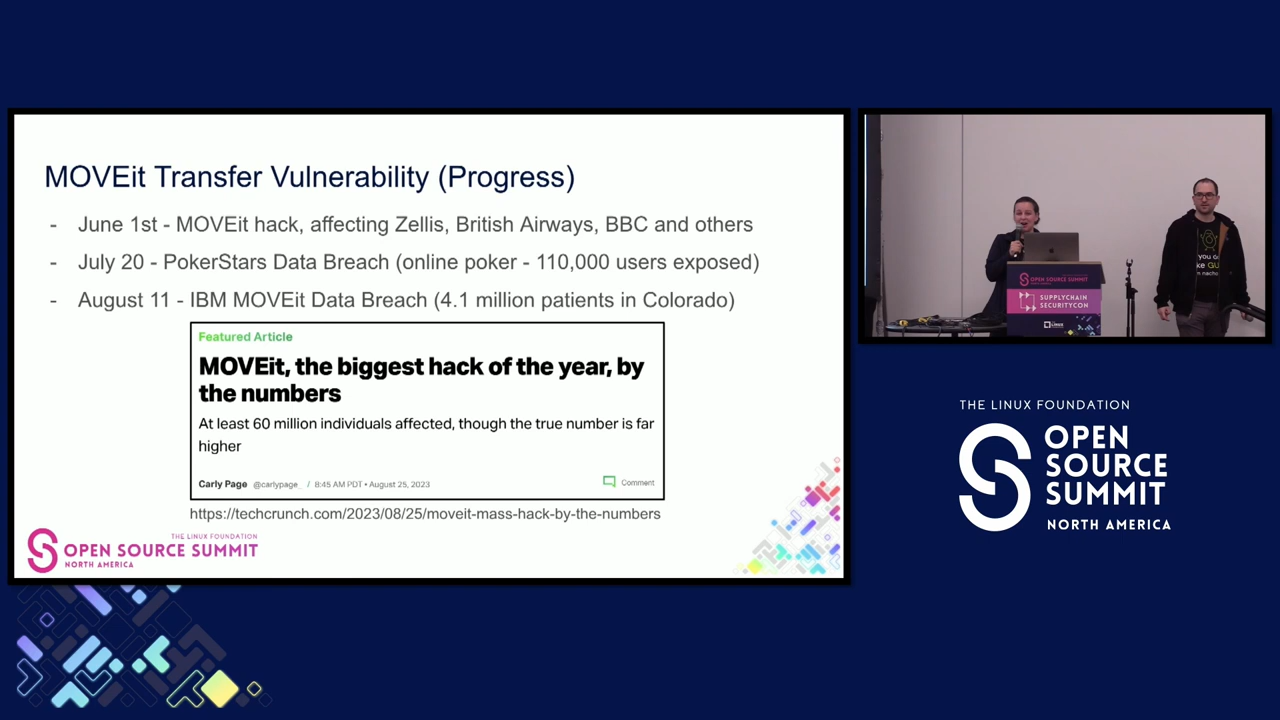 MOVEit Transfer Vulnerability (Progress)
- June 1st - MOVEit hack, affecting Zellis, British Airways, BBC and others
- July 20 - PokerStars Data Breach (online poker - 110,000 users exposed)
- August 11 - IBM MOVEit Data Breach (4.1 million patients in Colorado)
Featured Article
MOVEit, the biggest hack of the year, by
the numbers
At least 60 million individuals affected, though the true number is far
higher
Carly Page @carlypage_ / 8:45 AM PDT • August 25, 2023
Comment
https://techcrunch.com/2023/08/25/moveit-mass-hack-by-the-numbers
THE LINUX FOUNDATION
OPEN SOURCE SUMMIT
NORTH AMERICA
OPEN SOURCE SUMMIT
SUPPLYCHAIN
SECURITYCON
THE LINUX FOUNDATION
OPEN
SOURCE
SUMMIT
NORTH AMERICA